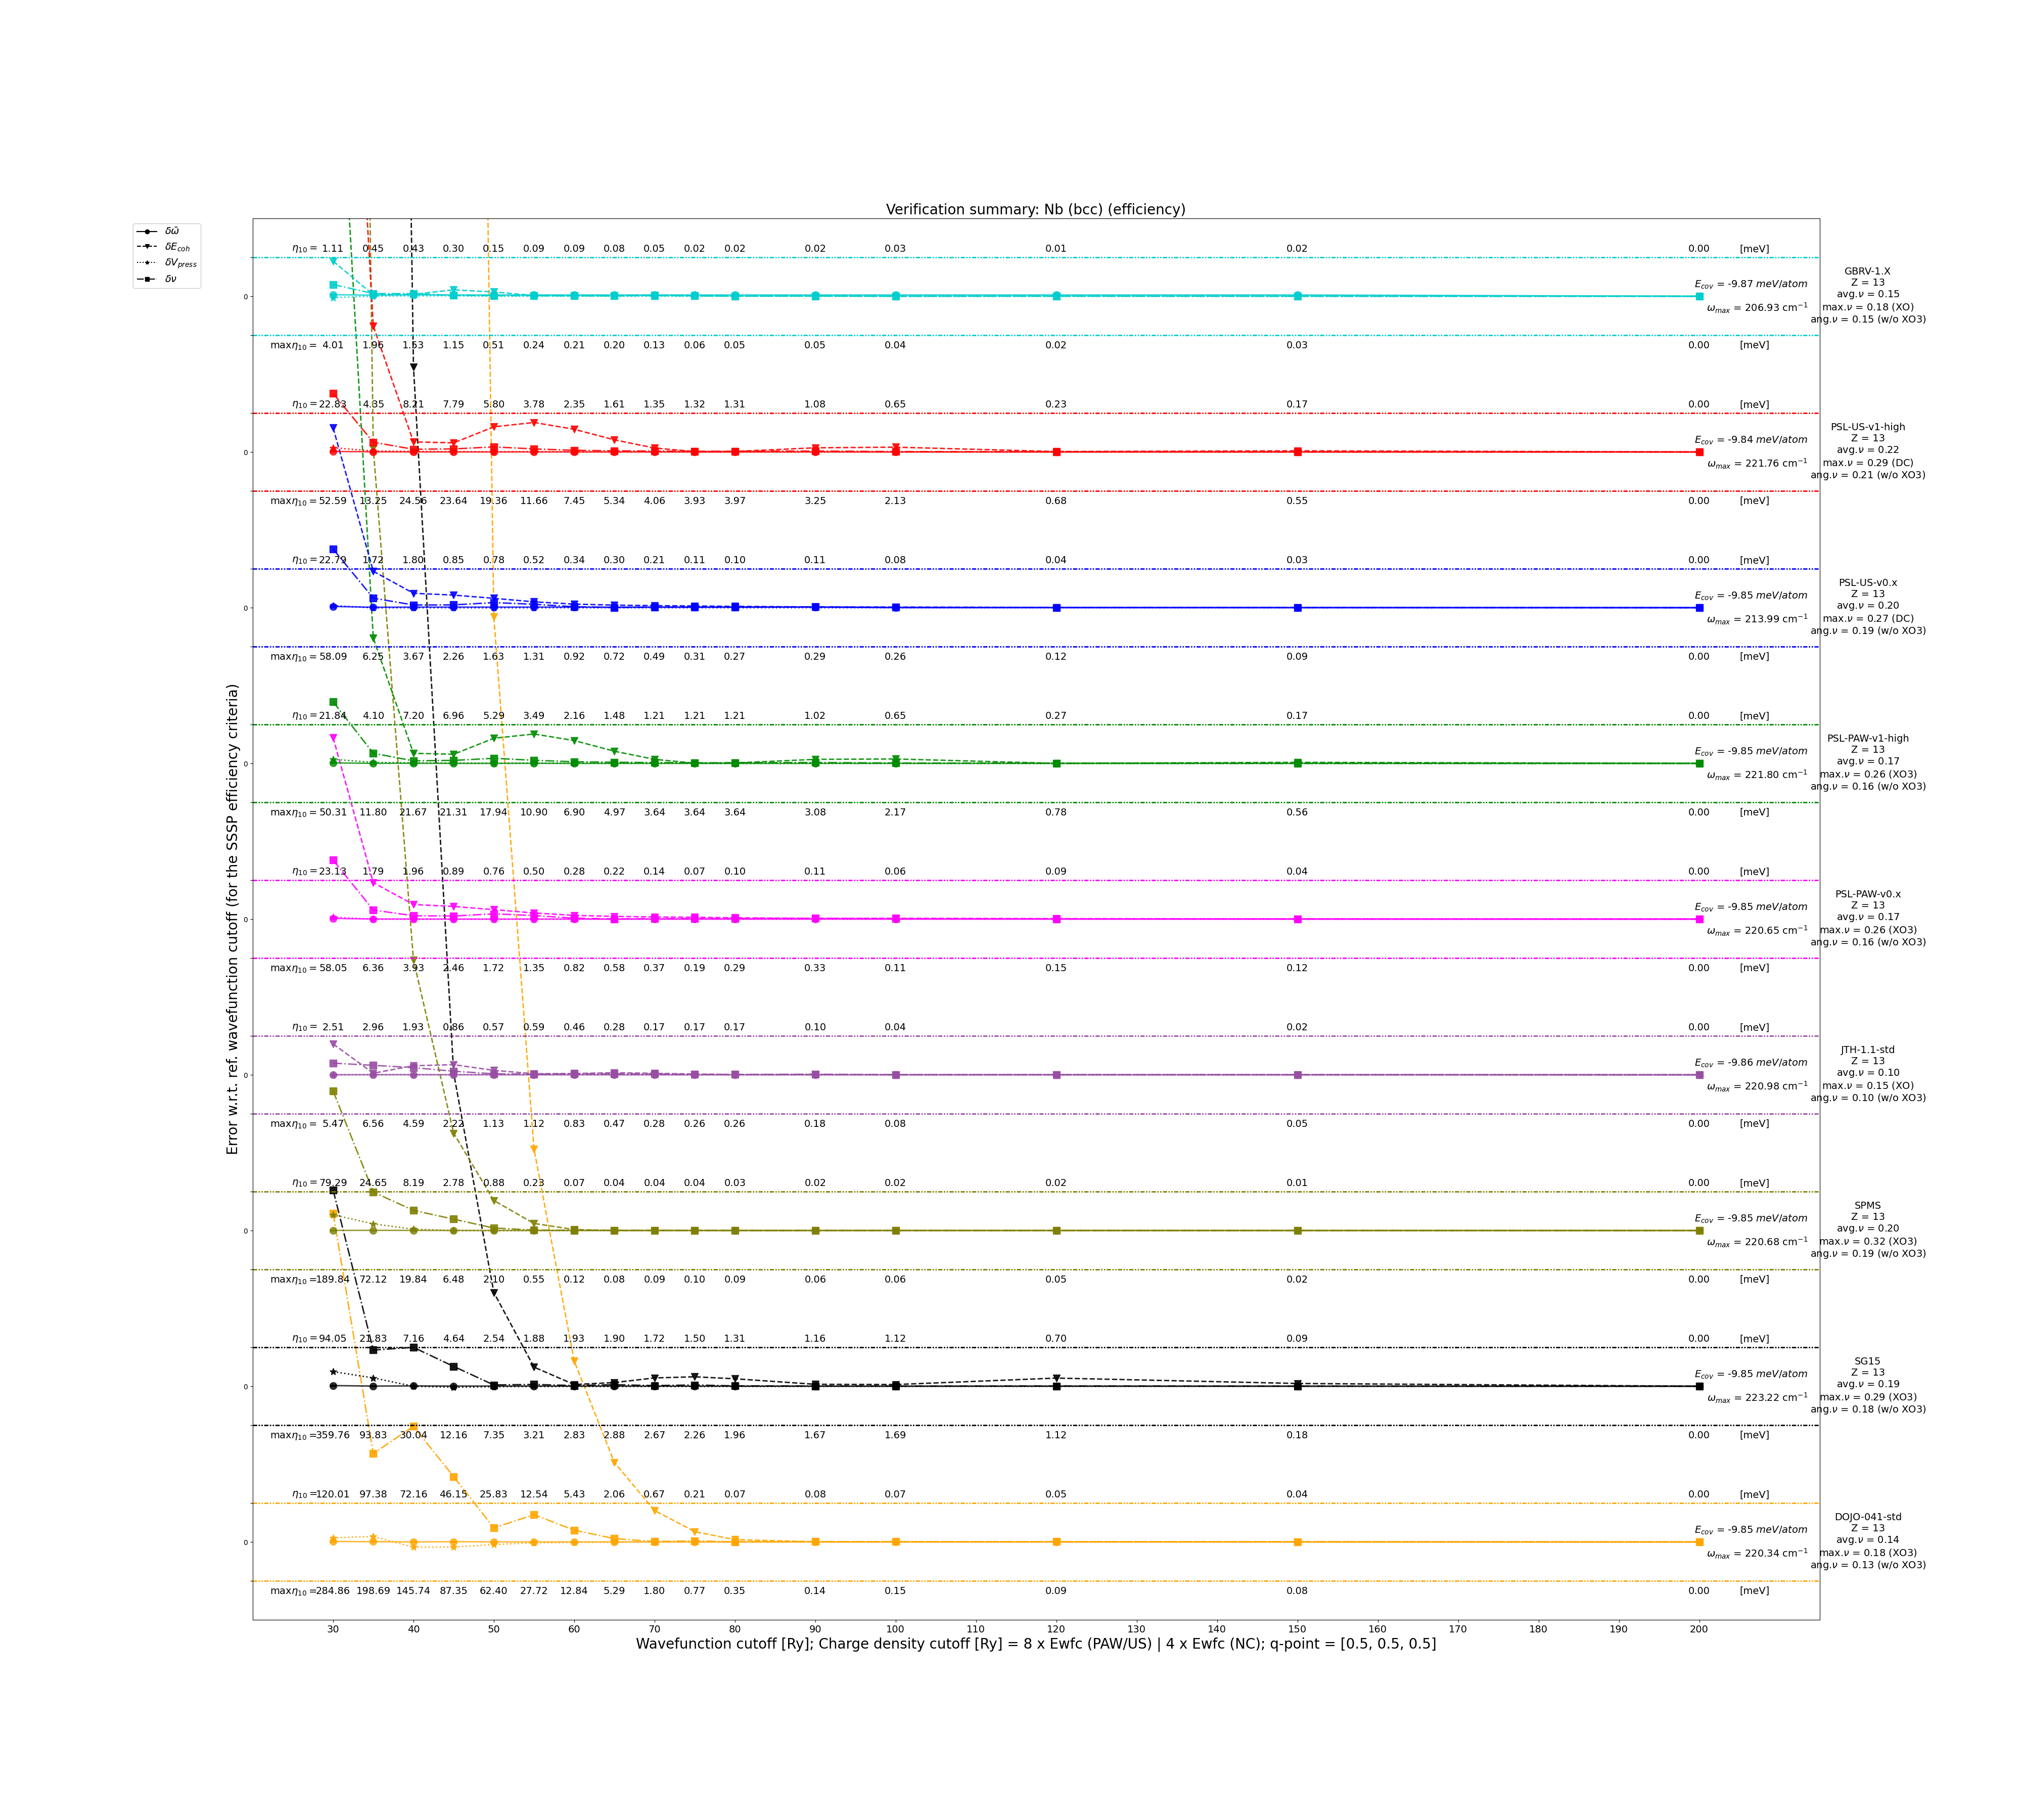 Verification summary: Nb (bcc) (efficiency)
δω̄
δE_coh
δV_press
δν
Error w.r.t. ref. wavefunction cutoff (for the SSSP efficiency criteria)
η₁₀ = 1.11 0.45 0.43 0.30 0.15 0.09 0.09 0.08 0.05 0.02 0.02 0.02 0.03 0.01 0.02 0.00 [meV]
0
E_cov = -9.87 meV/atom
ω_max = 206.93 cm⁻¹
maxη₁₀ = 4.01 1.96 1.53 1.15 0.51 0.24 0.21 0.20 0.13 0.06 0.05 0.05 0.04 0.02 0.03 0.00 [meV]
GBRV-1.X
Z = 13
avg.ν = 0.15
max.ν = 0.18 (XO)
ang.ν = 0.15 (w/o XO3)
η₁₀ = 22.83 4.35 8.21 7.79 5.80 3.78 2.35 1.61 1.35 1.32 1.31 1.08 0.65 0.23 0.17 0.00 [meV]
0
E_cov = -9.84 meV/atom
ω_max = 221.76 cm⁻¹
maxη₁₀ = 52.59 13.25 24.56 23.64 19.36 11.66 7.45 5.34 4.06 3.93 3.97 3.25 2.13 0.68 0.55 0.00 [meV]
PSL-US-v1-high
Z = 13
avg.ν = 0.22
max.ν = 0.29 (DC)
ang.ν = 0.21 (w/o XO3)
η₁₀ = 22.79 1.72 1.80 0.85 0.78 0.52 0.34 0.30 0.21 0.11 0.10 0.11 0.08 0.04 0.03 0.00 [meV]
0
E_cov = -9.85 meV/atom
ω_max = 213.99 cm⁻¹
maxη₁₀ = 58.09 6.25 3.67 2.26 1.63 1.31 0.92 0.72 0.49 0.31 0.27 0.29 0.26 0.12 0.09 0.00 [meV]
PSL-US-v0.x
Z = 13
avg.ν = 0.20
max.ν = 0.27 (DC)
ang.ν = 0.19 (w/o XO3)
η₁₀ = 21.84 4.10 7.20 6.96 5.29 3.49 2.16 1.48 1.21 1.21 1.21 1.02 0.65 0.27 0.17 0.00 [meV]
0
E_cov = -9.85 meV/atom
ω_max = 221.80 cm⁻¹
maxη₁₀ = 50.31 11.80 21.67 21.31 17.94 10.90 6.90 4.97 3.64 3.64 3.64 3.08 2.17 0.78 0.56 0.00 [meV]
PSL-PAW-v1-high
Z = 13
avg.ν = 0.17
max.ν = 0.26 (XO3)
ang.ν = 0.16 (w/o XO3)
η₁₀ = 23.13 1.79 1.96 0.89 0.76 0.50 0.28 0.22 0.14 0.07 0.10 0.11 0.06 0.09 0.04 0.00 [meV]
0
E_cov = -9.85 meV/atom
ω_max = 220.65 cm⁻¹
maxη₁₀ = 58.05 6.36 3.93 2.46 1.72 1.35 0.82 0.58 0.37 0.19 0.29 0.33 0.11 0.15 0.12 0.00 [meV]
PSL-PAW-v0.x
Z = 13
avg.ν = 0.17
max.ν = 0.26 (XO3)
ang.ν = 0.16 (w/o XO3)
η₁₀ = 2.51 2.96 1.93 0.86 0.57 0.59 0.46 0.28 0.17 0.17 0.17 0.10 0.04 0.02 0.00 [meV]
0
E_cov = -9.86 meV/atom
ω_max = 220.98 cm⁻¹
maxη₁₀ = 5.47 6.56 4.59 2.22 1.13 1.12 0.83 0.47 0.28 0.26 0.26 0.18 0.08 0.05 0.00 [meV]
JTH-1.1-std
Z = 13
avg.ν = 0.10
max.ν = 0.15 (XO)
ang.ν = 0.10 (w/o XO3)
η₁₀ = 79.29 24.65 8.19 2.78 0.88 0.23 0.07 0.04 0.04 0.04 0.03 0.02 0.02 0.02 0.01 0.00 [meV]
0
E_cov = -9.85 meV/atom
ω_max = 220.68 cm⁻¹
maxη₁₀ =189.84 72.12 19.84 6.48 2.10 0.55 0.12 0.08 0.09 0.10 0.09 0.06 0.06 0.05 0.02 0.00 [meV]
SPMS
Z = 13
avg.ν = 0.20
max.ν = 0.32 (XO3)
ang.ν = 0.19 (w/o XO3)
η₁₀ = 94.05 21.83 7.16 4.64 2.54 1.88 1.93 1.90 1.72 1.50 1.31 1.16 1.12 0.70 0.09 0.00 [meV]
0
E_cov = -9.85 meV/atom
ω_max = 223.22 cm⁻¹
maxη₁₀ =359.76 93.83 30.04 12.16 7.35 3.21 2.83 2.88 2.67 2.26 1.96 1.67 1.69 1.12 0.18 0.00 [meV]
SG15
Z = 13
avg.ν = 0.19
max.ν = 0.29 (XO3)
ang.ν = 0.18 (w/o XO3)
η₁₀ =120.01 97.38 72.16 46.15 25.83 12.54 5.43 2.06 0.67 0.21 0.07 0.08 0.07 0.05 0.04 0.00 [meV]
0
E_cov = -9.85 meV/atom
ω_max = 220.34 cm⁻¹
maxη₁₀ =284.86 198.69 145.74 87.35 62.40 27.72 12.84 5.29 1.80 0.77 0.35 0.14 0.15 0.09 0.08 0.00 [meV]
DOJO-041-std
Z = 13
avg.ν = 0.14
max.ν = 0.18 (XO3)
ang.ν = 0.13 (w/o XO3)
30 40 50 60 70 80 90 100 110 120 130 140 150 160 170 180 190 200
Wavefunction cutoff [Ry]; Charge density cutoff [Ry] = 8 x Ewfc (PAW/US) | 4 x Ewfc (NC); q-point = [0.5, 0.5, 0.5]